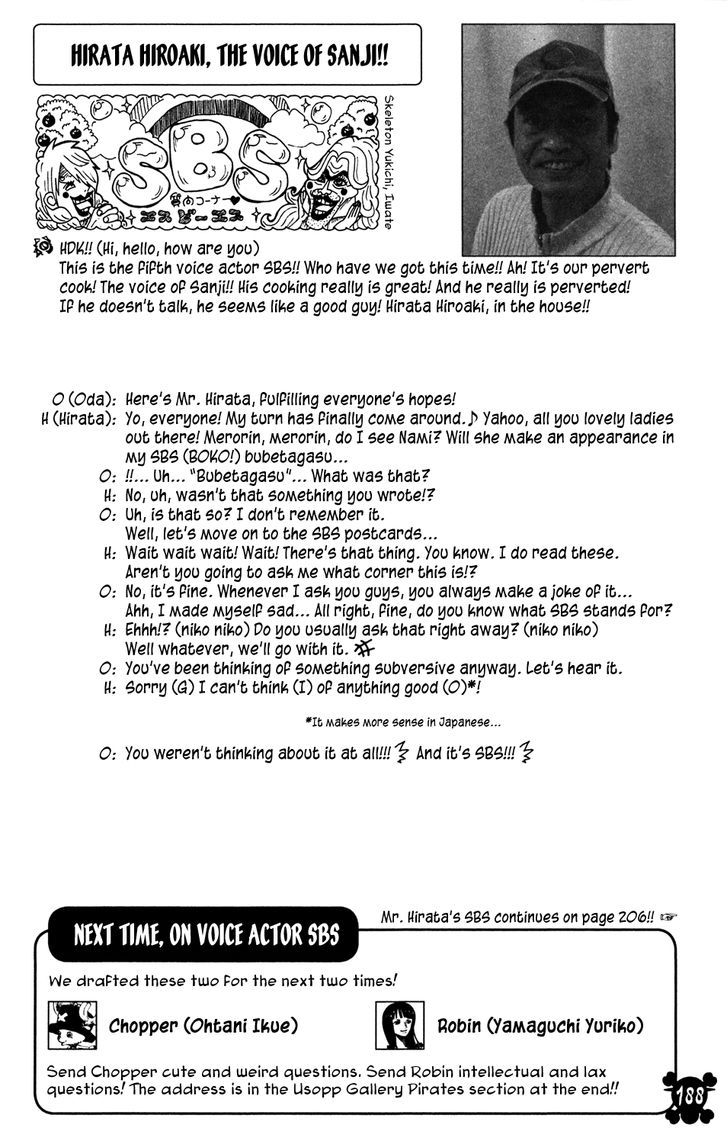 HIRATA HIROAKI, THE VOICE OF SANJI!!
SBS
質問コーナー♥
エスビーエス
Skeleton Yukichi, Iwate
HDK!! (Hi, hello, how are you)
This is the fifth voice actor SBS!! Who have we got this time!! Ah! It's our pervert
cook! The voice of Sanji!! His cooking really is great! And he really is perverted!
If he doesn't talk, he seems like a good guy! Hirata Hiroaki, in the house!!
O (Oda): Here's Mr. Hirata, fulfilling everyone's hopes!
H (Hirata): Yo, everyone! My turn has finally come around.♪ Yahoo, all you lovely ladies
out there! Merorin, merorin, do I see Nami? Will she make an appearance in
my SBS (BOKO!) bubetagasu...
O: !!... Uh... "Bubetagasu"... What was that?
H: No, uh, wasn't that something you wrote!?
O: Uh, is that so? I don't remember it.
Well, let's move on to the SBS postcards...
H: Wait wait wait! Wait! There's that thing. You know. I do read these.
Aren't you going to ask me what corner this is!?
O: No, it's fine. Whenever I ask you guys, you always make a joke of it...
Ahh, I made myself sad... All right, fine, do you know what SBS stands for?
H: Ehhh!? (niko niko) Do you usually ask that right away? (niko niko)
Well whatever, we'll go with it.
O: You've been thinking of something subversive anyway. Let's hear it.
H: Sorry (G) I can't think (I) of anything good (O)*!
*It makes more sense in Japanese...
O: You weren't thinking about it at all!!! And it's SBS!!!
Mr. Hirata's SBS continues on page 206!! ☞
NEXT TIME, ON VOICE ACTOR SBS
We drafted these two for the next two times!
Chopper (Ohtani Ikue)
Robin (Yamaguchi Yuriko)
Send Chopper cute and weird questions. Send Robin intellectual and lax
questions! The address is in the Usopp Gallery Pirates section at the end!!
188